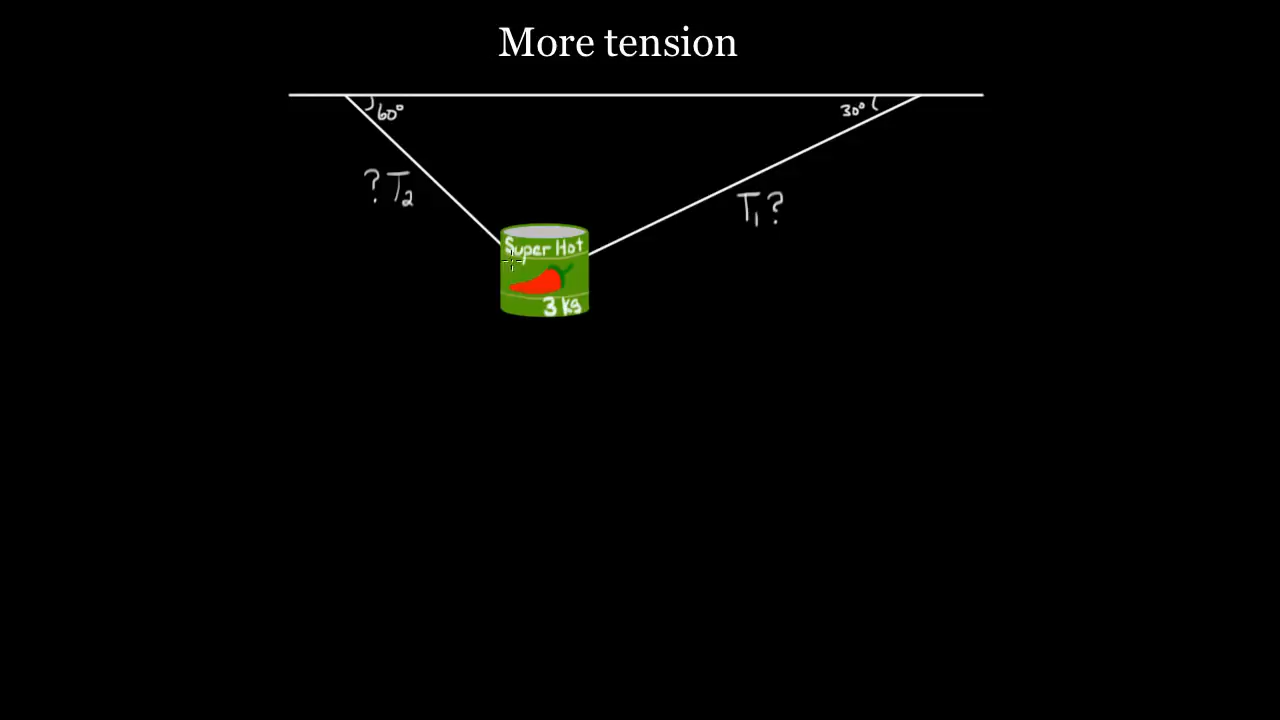 More tension
60°
30°
? T₂
T₁ ?
Super Hot
3 kg